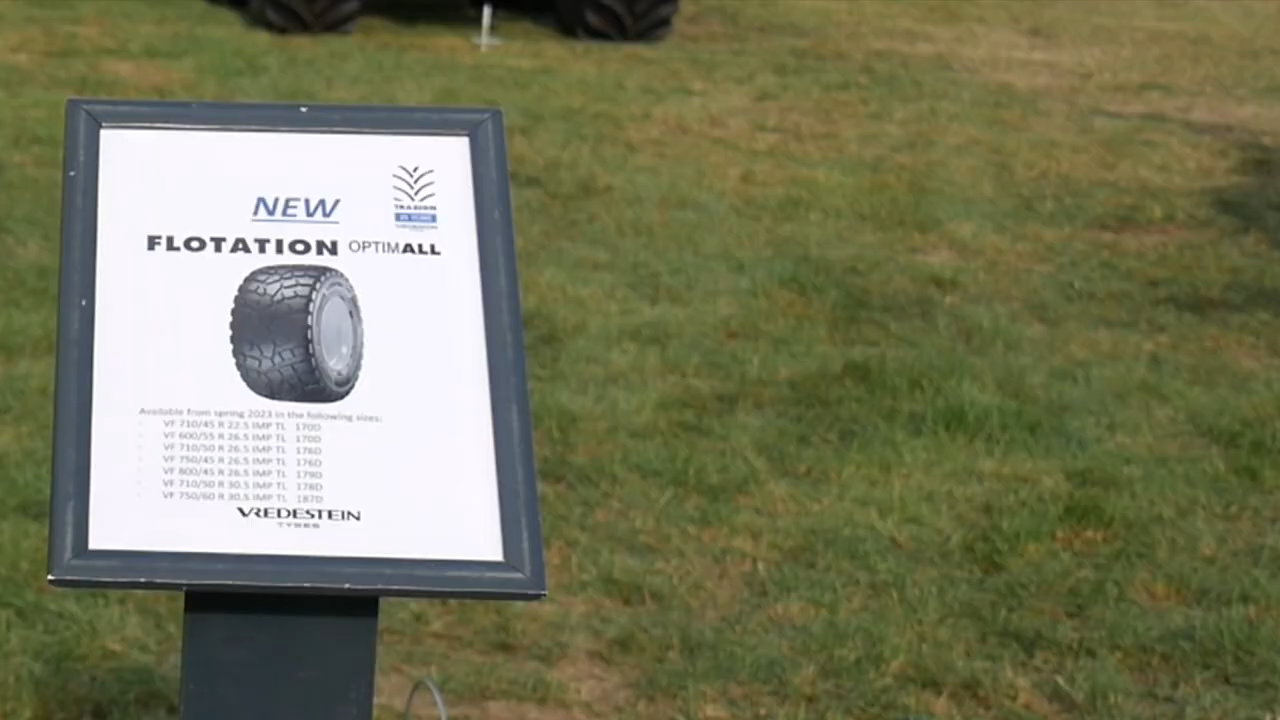 NEW
FLOTATION OPTIMALL
Available from spring 2023 in the following sizes:
VF 710/45 R 22.5 IMP TL 170D
VF 600/55 R 26.5 IMP TL 170D
VF 710/50 R 26.5 IMP TL 176D
VF 750/45 R 26.5 IMP TL 176D
VF 800/45 R 26.5 IMP TL 179D
VF 710/50 R 30.5 IMP TL 178D
VF 750/60 R 30.5 IMP TL 187D
VREDESTEIN
TYRES